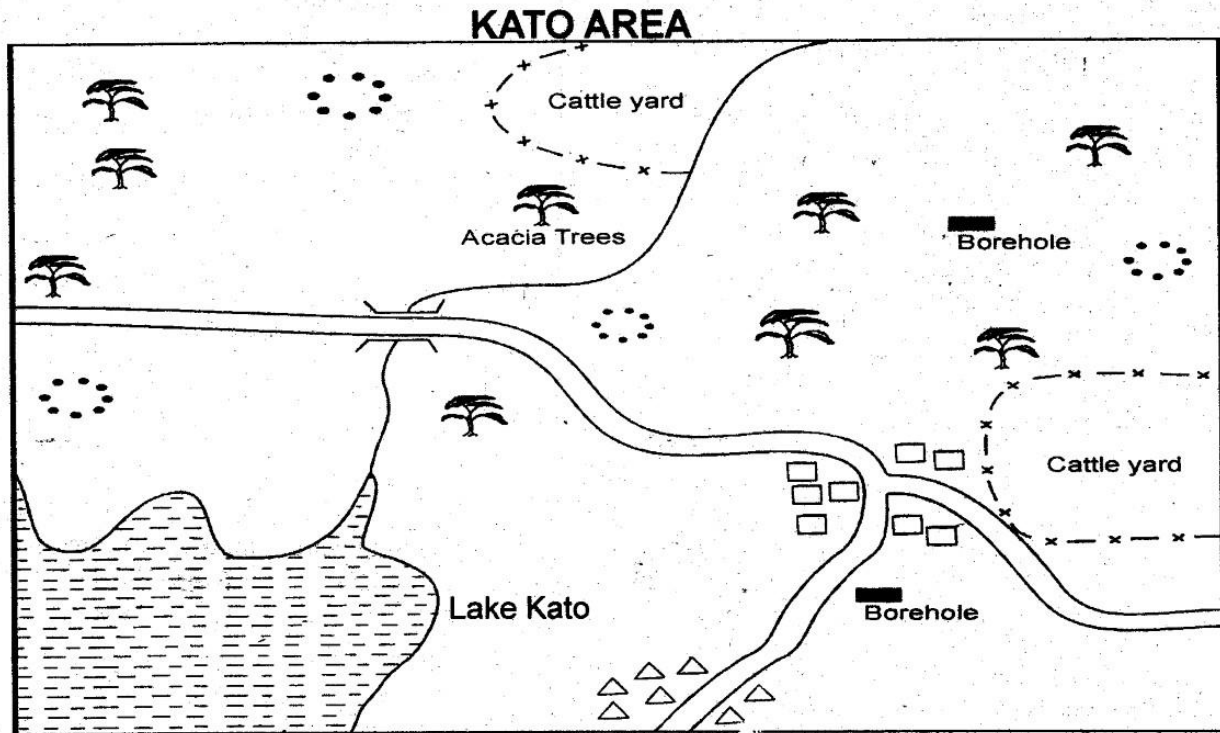 KATO AREA
Cattle yard
Acacia Trees
Borehole
Cattle yard
Lake Kato
Borehole